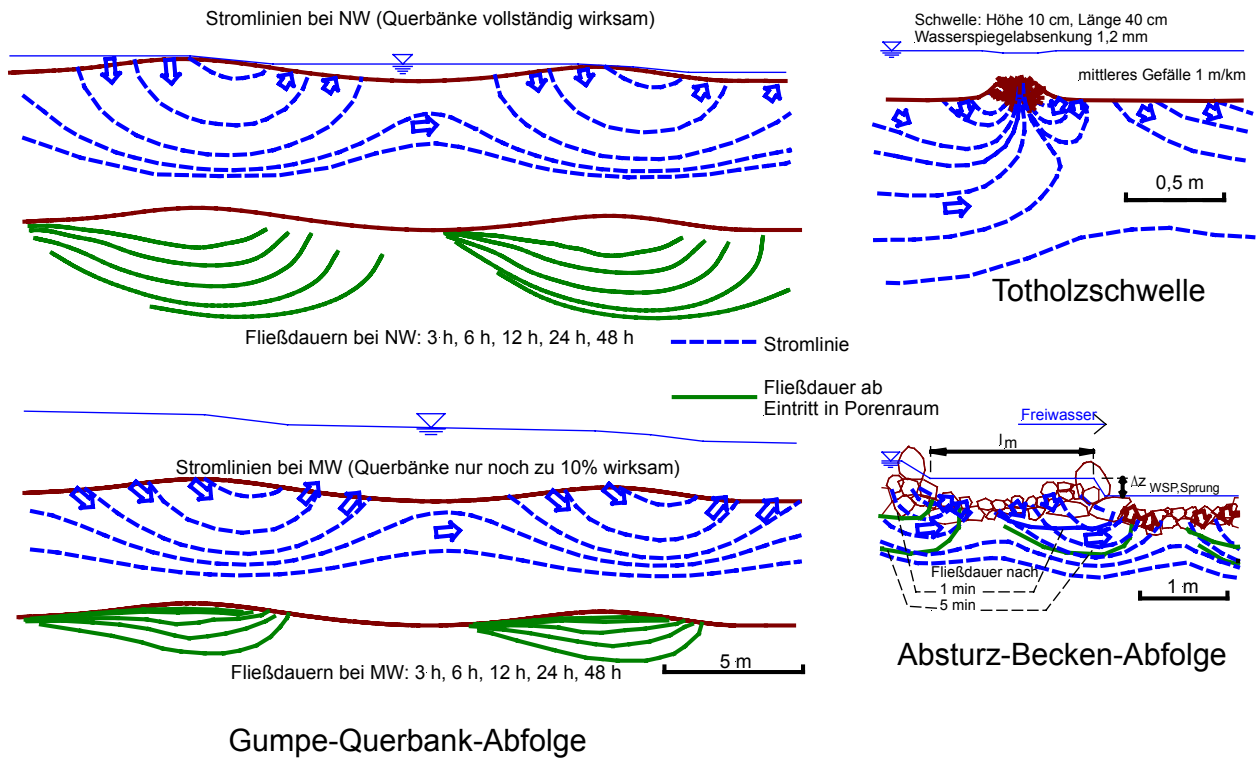 Stromlinien bei NW (Querbänke vollständig wirksam)
Fließdauern bei NW: 3 h, 6 h, 12 h, 24 h, 48 h
Stromlinie
Fließdauer ab
Eintritt in Porenraum
Stromlinien bei MW (Querbänke nur noch zu 10% wirksam)
Fließdauern bei MW: 3 h, 6 h, 12 h, 24 h, 48 h
5 m
Gumpe-Querbank-Abfolge
Schwelle: Höhe 10 cm, Länge 40 cm
Wasserspiegelabsenkung 1,2 mm
mittleres Gefälle 1 m/km
0,5 m
Totholzschwelle
Freiwasser
lm
Δz WSP,Sprung
Fließdauer nach
1 min
5 min
1 m
Absturz-Becken-Abfolge